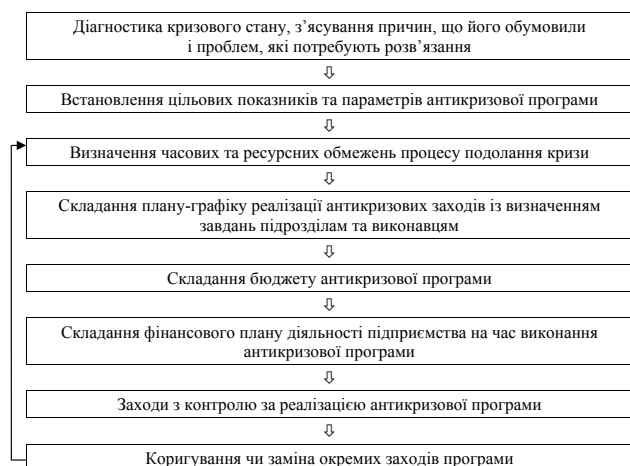 Діагностика кризового стану, з’ясування причин, що його обумовили
і проблем, які потребують розв’язання
Встановлення цільових показників та параметрів антикризової програми
Визначення часових та ресурсних обмежень процесу подолання кризи
Складання плану-графіку реалізації антикризових заходів із визначенням
завдань підрозділам та виконавцям
Складання бюджету антикризової програми
Складання фінансового плану діяльності підприємства на час виконання
антикризової програми
Заходи з контролю за реалізацією антикризової програми
Коригування чи заміна окремих заходів програми